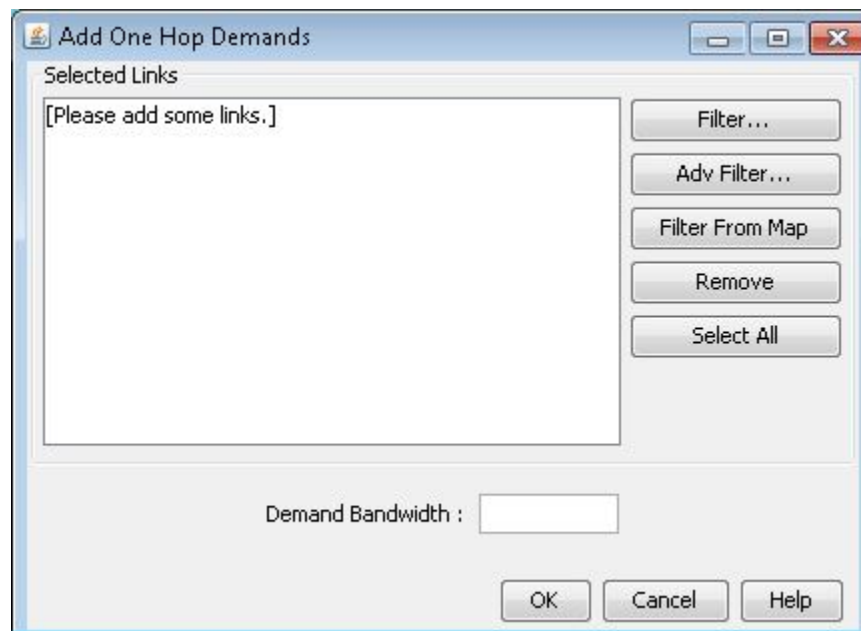 Add One Hop Demands
Selected Links
[Please add some links.]
Filter...
Adv Filter...
Filter From Map
Remove
Select All
Demand Bandwidth :
OK
Cancel
Help